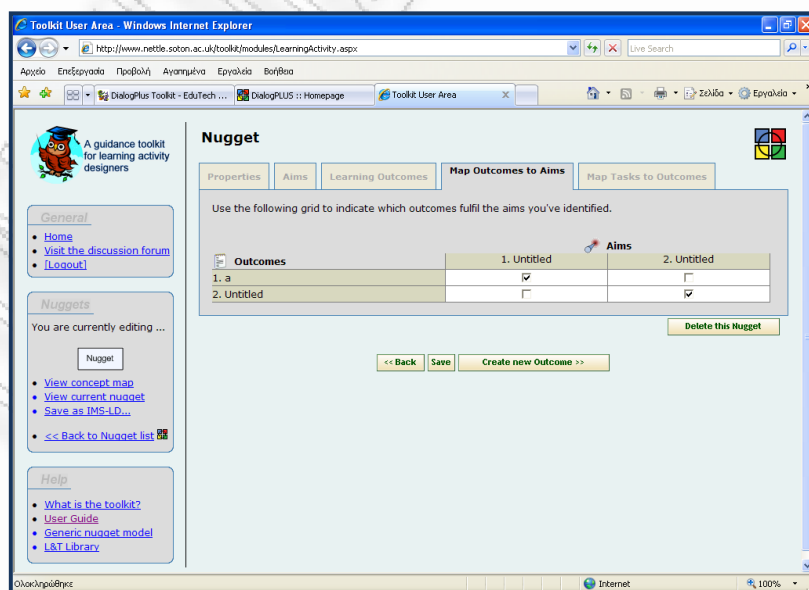 Toolkit User Area - Windows Internet Explorer
http://www.nettle.soton.ac.uk/toolkit/modules/LearningActivity.aspx
Live Search
Αρχείο Επεξεργασία Προβολή Αγαπημένα Εργαλεία Βοήθεια
DialogPlus Toolkit - EduTech ... DialogPLUS :: Homepage Toolkit User Area Σελίδα Εργαλεία
A guidance toolkit
for learning activity
designers
General
Home
Visit the discussion forum
[Logout]
Nuggets
You are currently editing ...
Nugget
View concept map
View current nugget
Save as IMS-LD...
<< Back to Nugget list
Help
What is the toolkit?
User Guide
Generic nugget model
L&T Library
Nugget
Properties Aims Learning Outcomes Map Outcomes to Aims Map Tasks to Outcomes
Use the following grid to indicate which outcomes fulfil the aims you've identified.
Aims
Outcomes 1. Untitled 2. Untitled
1. a
2. Untitled
Delete this Nugget
<< Back Save Create new Outcome >>
Ολοκληρώθηκε Internet 100%